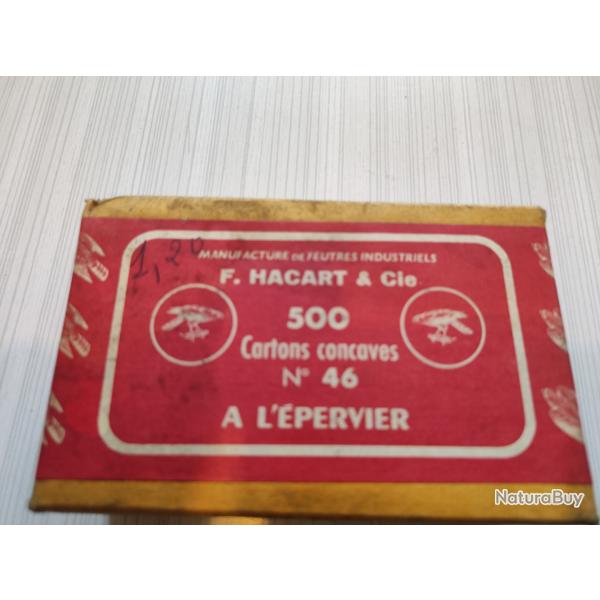 1,20
MANUFACTURE DE FEUTRES INDUSTRIELS
F. HACART & Cie
500
Cartons concaves
N° 46
A L'ÉPERVIER
NaturaBuy